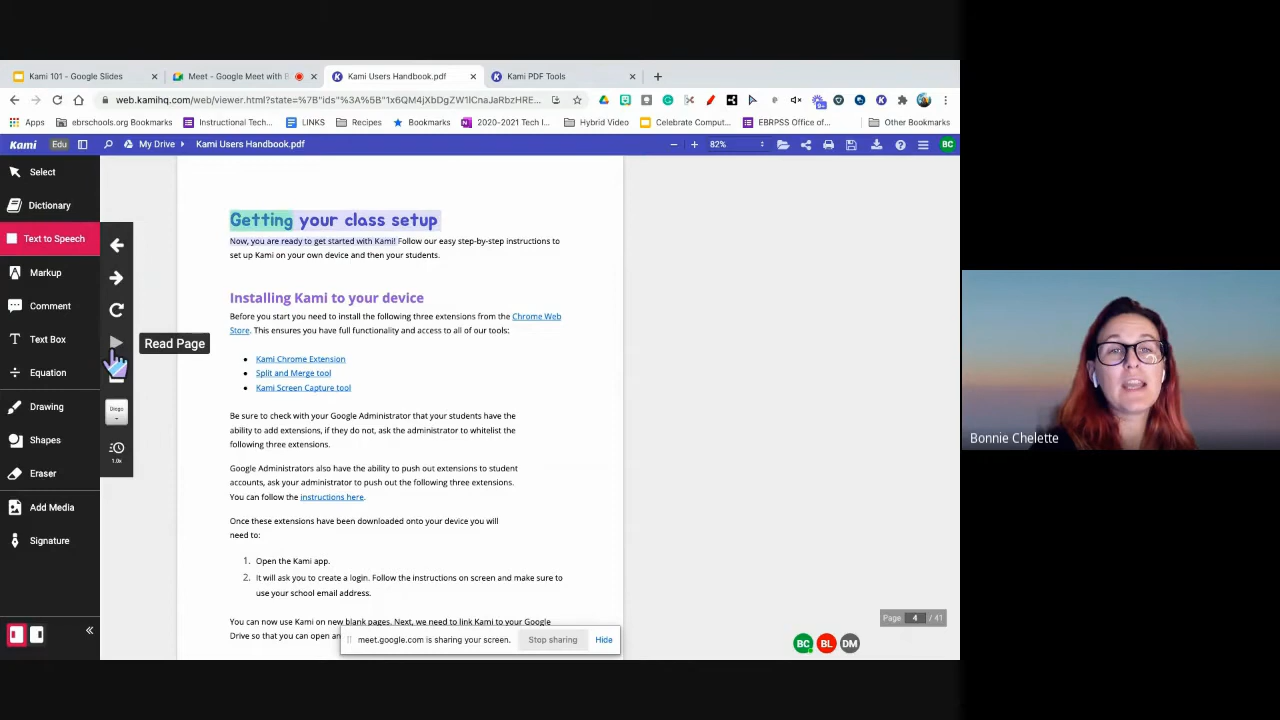 Kami 101 - Google Slides
Meet - Google Meet with B
Kami Users Handbook.pdf
Kami PDF Tools
web.kamihq.com/web/viewer.html?state=%7B"ids"%3A%5B"1x6QM4jXbDgZW1lCnaJaRbzHRE...
Apps
ebrschools.org Bookmarks
Instructional Tech...
LINKS
Recipes
Bookmarks
2020-2021 Tech I...
Hybrid Video
Celebrate Comput...
EBRPSS Office of...
Other Bookmarks
Kami
Edu
My Drive
Kami Users Handbook.pdf
82%
BC
Select
Dictionary
Text to Speech
Markup
Comment
Text Box
Equation
Drawing
Shapes
Eraser
Add Media
Signature
Read Page
Diego
1.0x
Getting your class setup
Now, you are ready to get started with Kami! Follow our easy step-by-step instructions to
set up Kami on your own device and then your students.
Installing Kami to your device
Before you start you need to install the following three extensions from the Chrome Web
Store. This ensures you have full functionality and access to all of our tools:
• Kami Chrome Extension
• Split and Merge tool
• Kami Screen Capture tool
Be sure to check with your Google Administrator that your students have the
ability to add extensions, if they do not, ask the administrator to whitelist the
following three extensions.
Google Administrators also have the ability to push out extensions to student
accounts, ask your administrator to push out the following three extensions.
You can follow the instructions here.
Once these extensions have been downloaded onto your device you will
need to:
1. Open the Kami app.
2. It will ask you to create a login. Follow the instructions on screen and make sure to
use your school email address.
You can now use Kami on new blank pages. Next, we need to link Kami to your Google
Drive so that you can open an
meet.google.com is sharing your screen.
Stop sharing
Hide
Page 4 / 41
BC
BL
DM
Bonnie Chelette